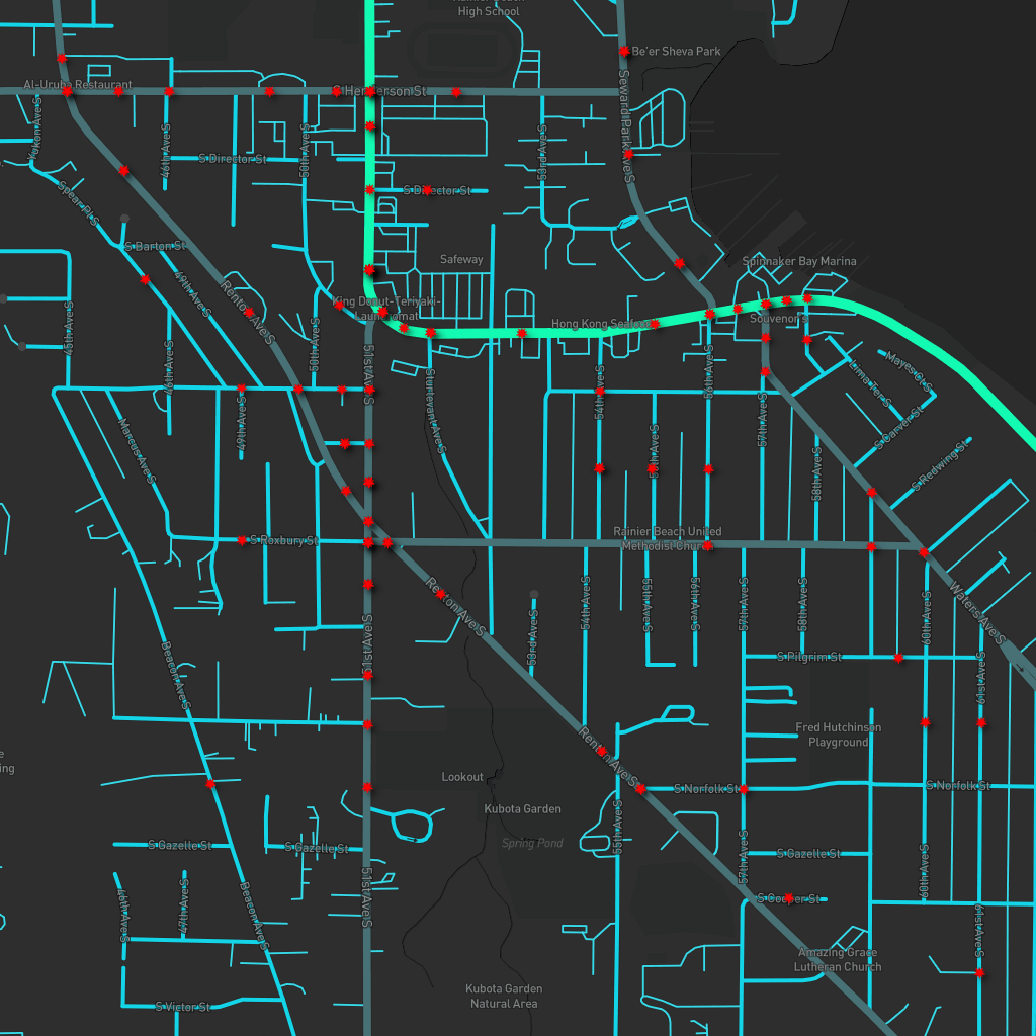 High School
Be'er Sheva Park
Al-Uruba Restaurant
S Henderson St
Seward Park Ave S
Yukon Ave S
46th Ave S
S Director St
50th Ave S
53rd Ave S
S Director St
Spear Pl S
S Barton St
Safeway
Spinnaker Bay Marina
49th Ave S
Renton Ave S
King Donut-Teriyaki-
Laundromat
Hong Kong Seafood
Souvenors
45th Ave S
50th Ave S
46th Ave S
51st Ave S
Sturtevant Ave S
54th Ave S
56th Ave S
57th Ave S
Lima Ter S
Mayes Ct S
S Carver St
Marcus Ave S
49th Ave S
55th Ave S
58th Ave S
S Redwing St
S Roxbury St
Rainier Beach United
Methodist Church
Renton Ave S
53rd Ave S
54th Ave S
55th Ave S
56th Ave S
57th Ave S
58th Ave S
60th Ave S
Waters Ave S
51st Ave S
Beacon Ave S
S Pilgrim St
61st Ave S
Fred Hutchinson
Playground
Renton Ave S
Lookout
S Norfolk St
S Norfolk St
Kubota Garden
Spring Pond
55th Ave S
57th Ave S
S Gazelle St
S Gazelle St
S Gazelle St
60th Ave S
46th Ave S
47th Ave S
Beacon Ave S
51st Ave S
S Cooper St
61st Ave S
Amazing Grace
Lutheran Church
Kubota Garden
Natural Area
S Victor St